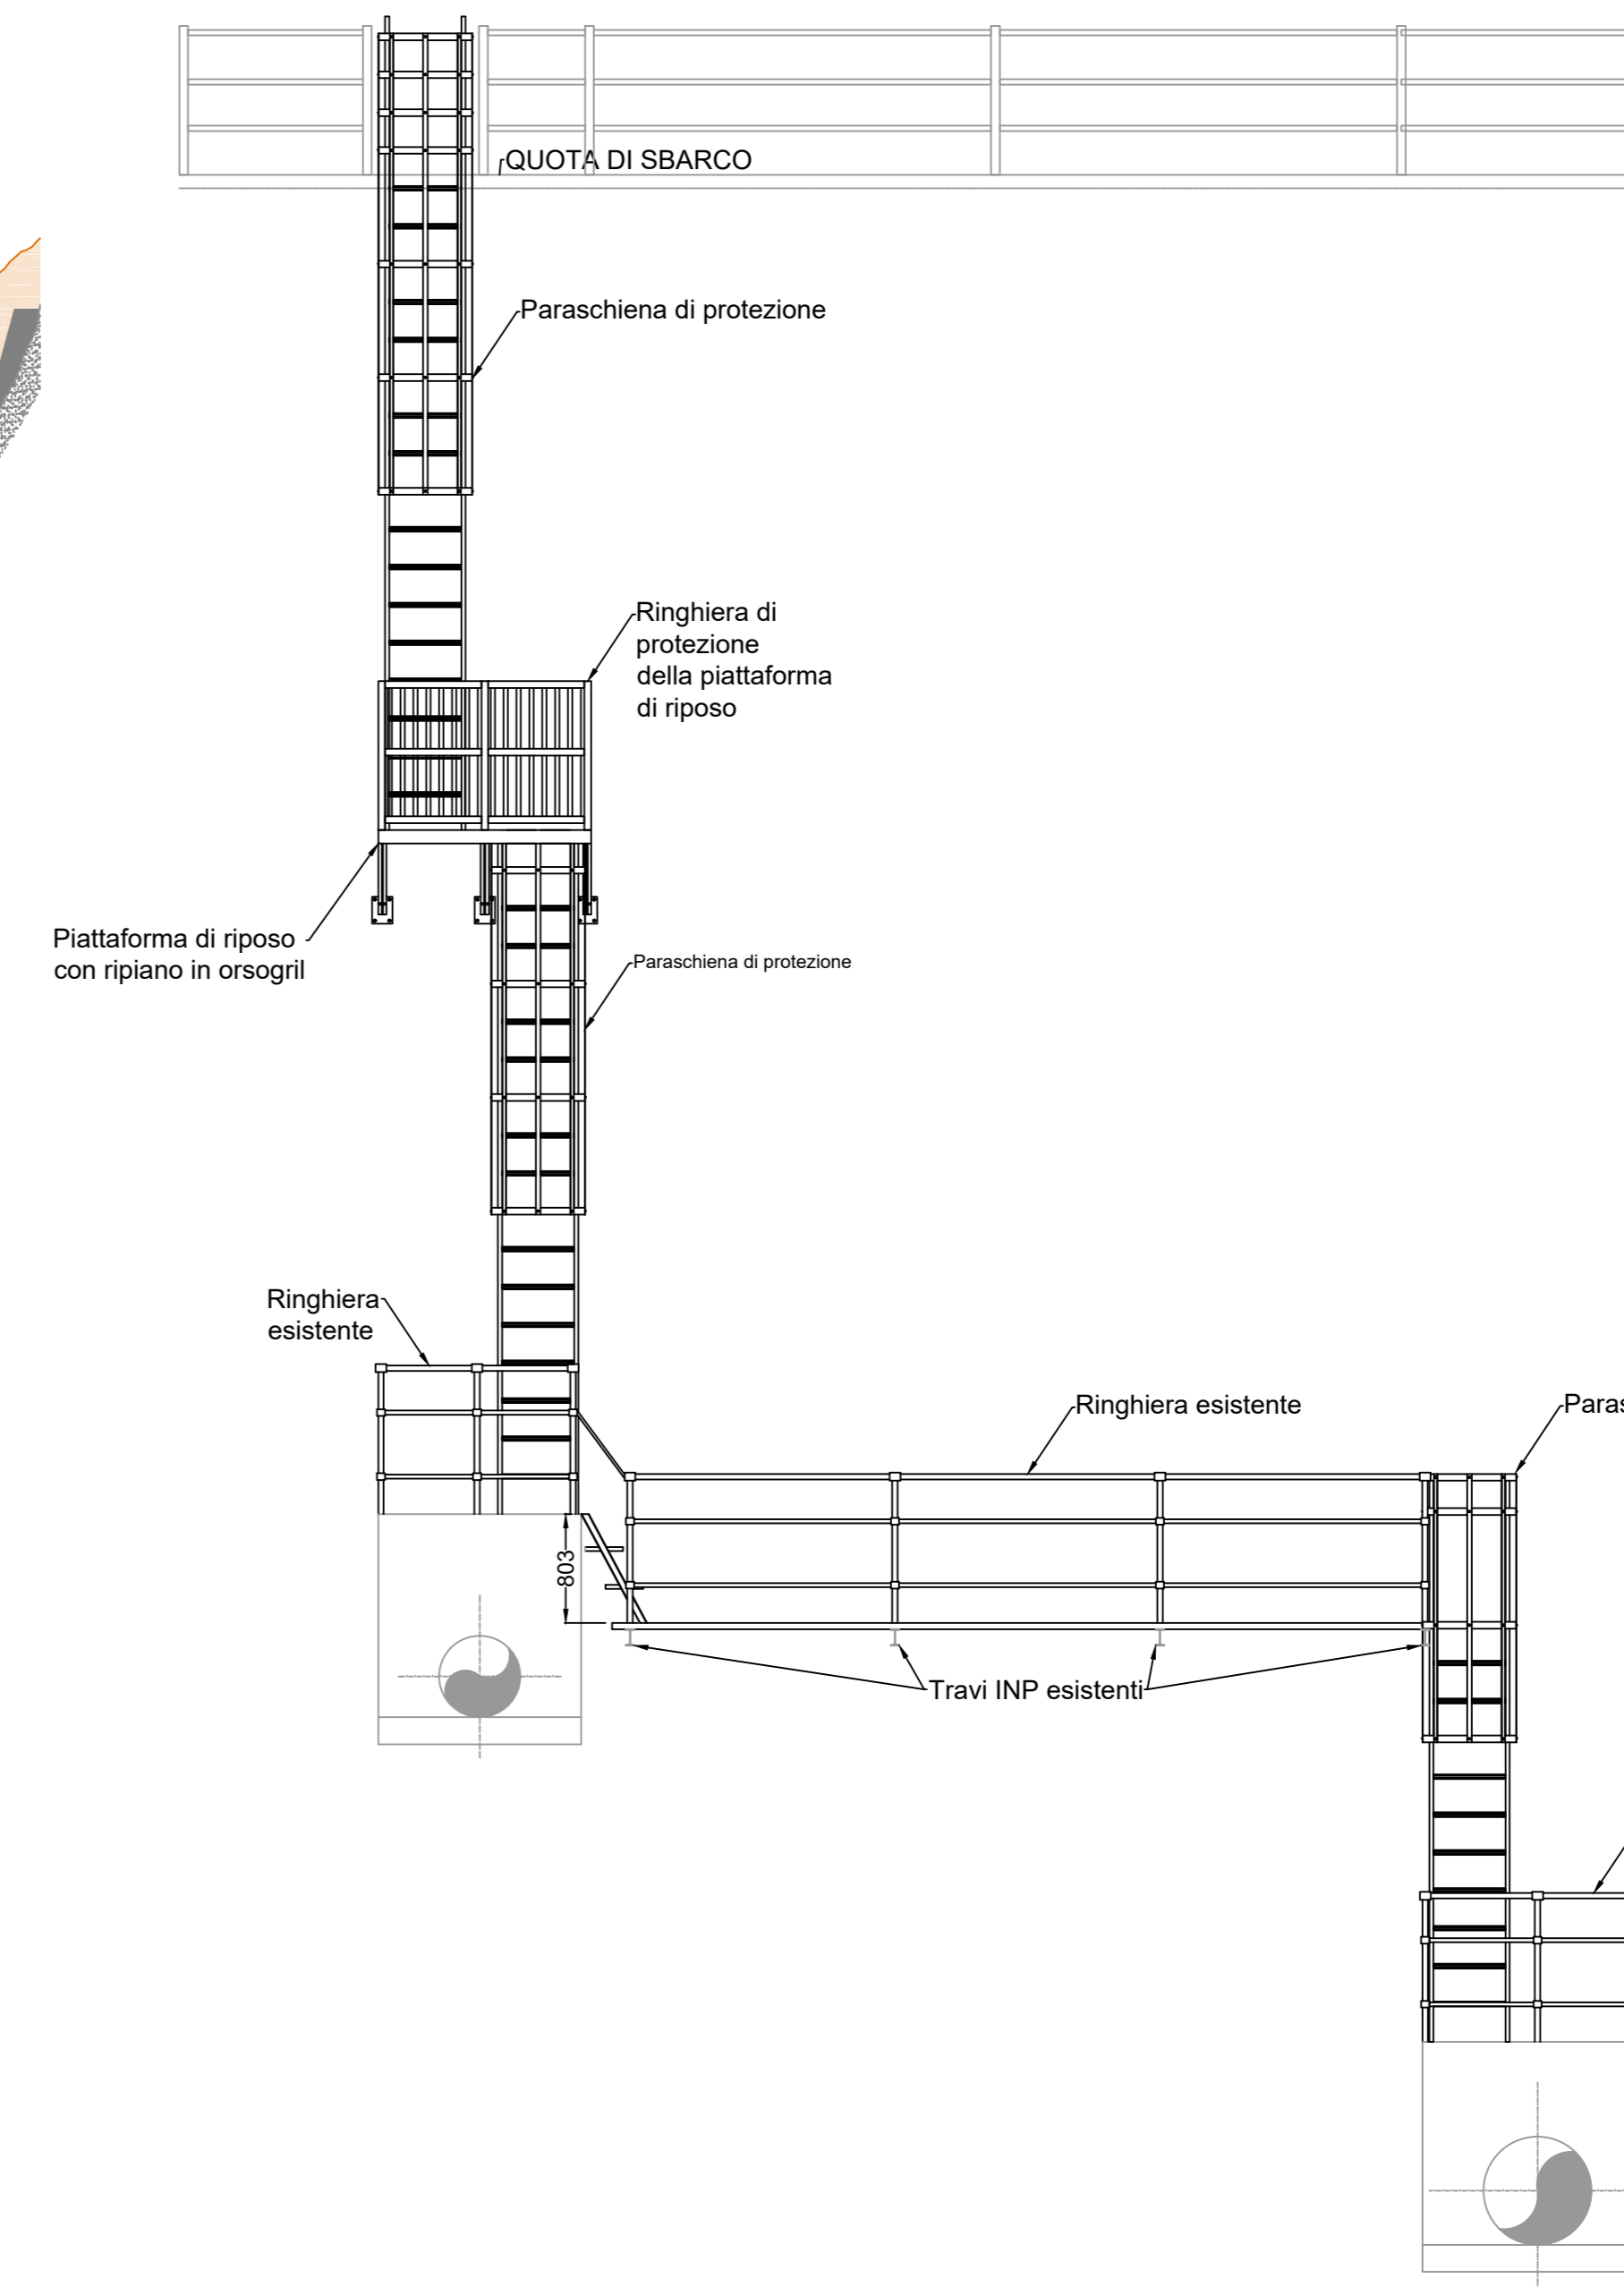 QUOTA DI SBARCO
Paraschiena di protezione
Ringhiera di
protezione
della piattaforma
di riposo
Piattaforma di riposo
con ripiano in orsogril
Paraschiena di protezione
Ringhiera
esistente
Ringhiera esistente
803
Travi INP esistenti